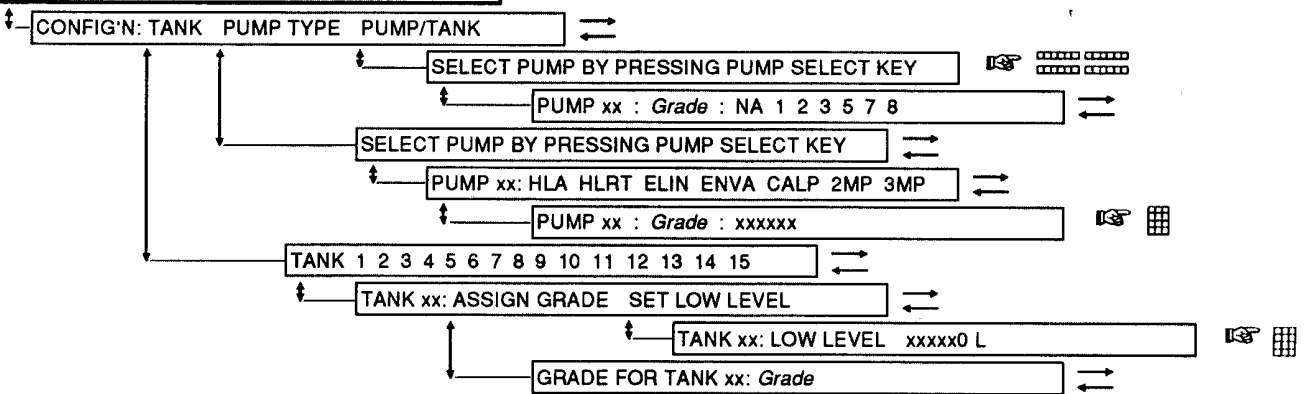 CONFIG'N: TANK PUMP TYPE PUMP/TANK
SELECT PUMP BY PRESSING PUMP SELECT KEY
PUMP xx : Grade : NA 1 2 3 5 7 8
SELECT PUMP BY PRESSING PUMP SELECT KEY
PUMP xx: HLA HLRT ELIN ENVA CALP 2MP 3MP
PUMP xx : Grade : xxxxxx
TANK 1 2 3 4 5 6 7 8 9 10 11 12 13 14 15
TANK xx: ASSIGN GRADE SET LOW LEVEL
TANK xx: LOW LEVEL xxxxx0 L
GRADE FOR TANK xx: Grade